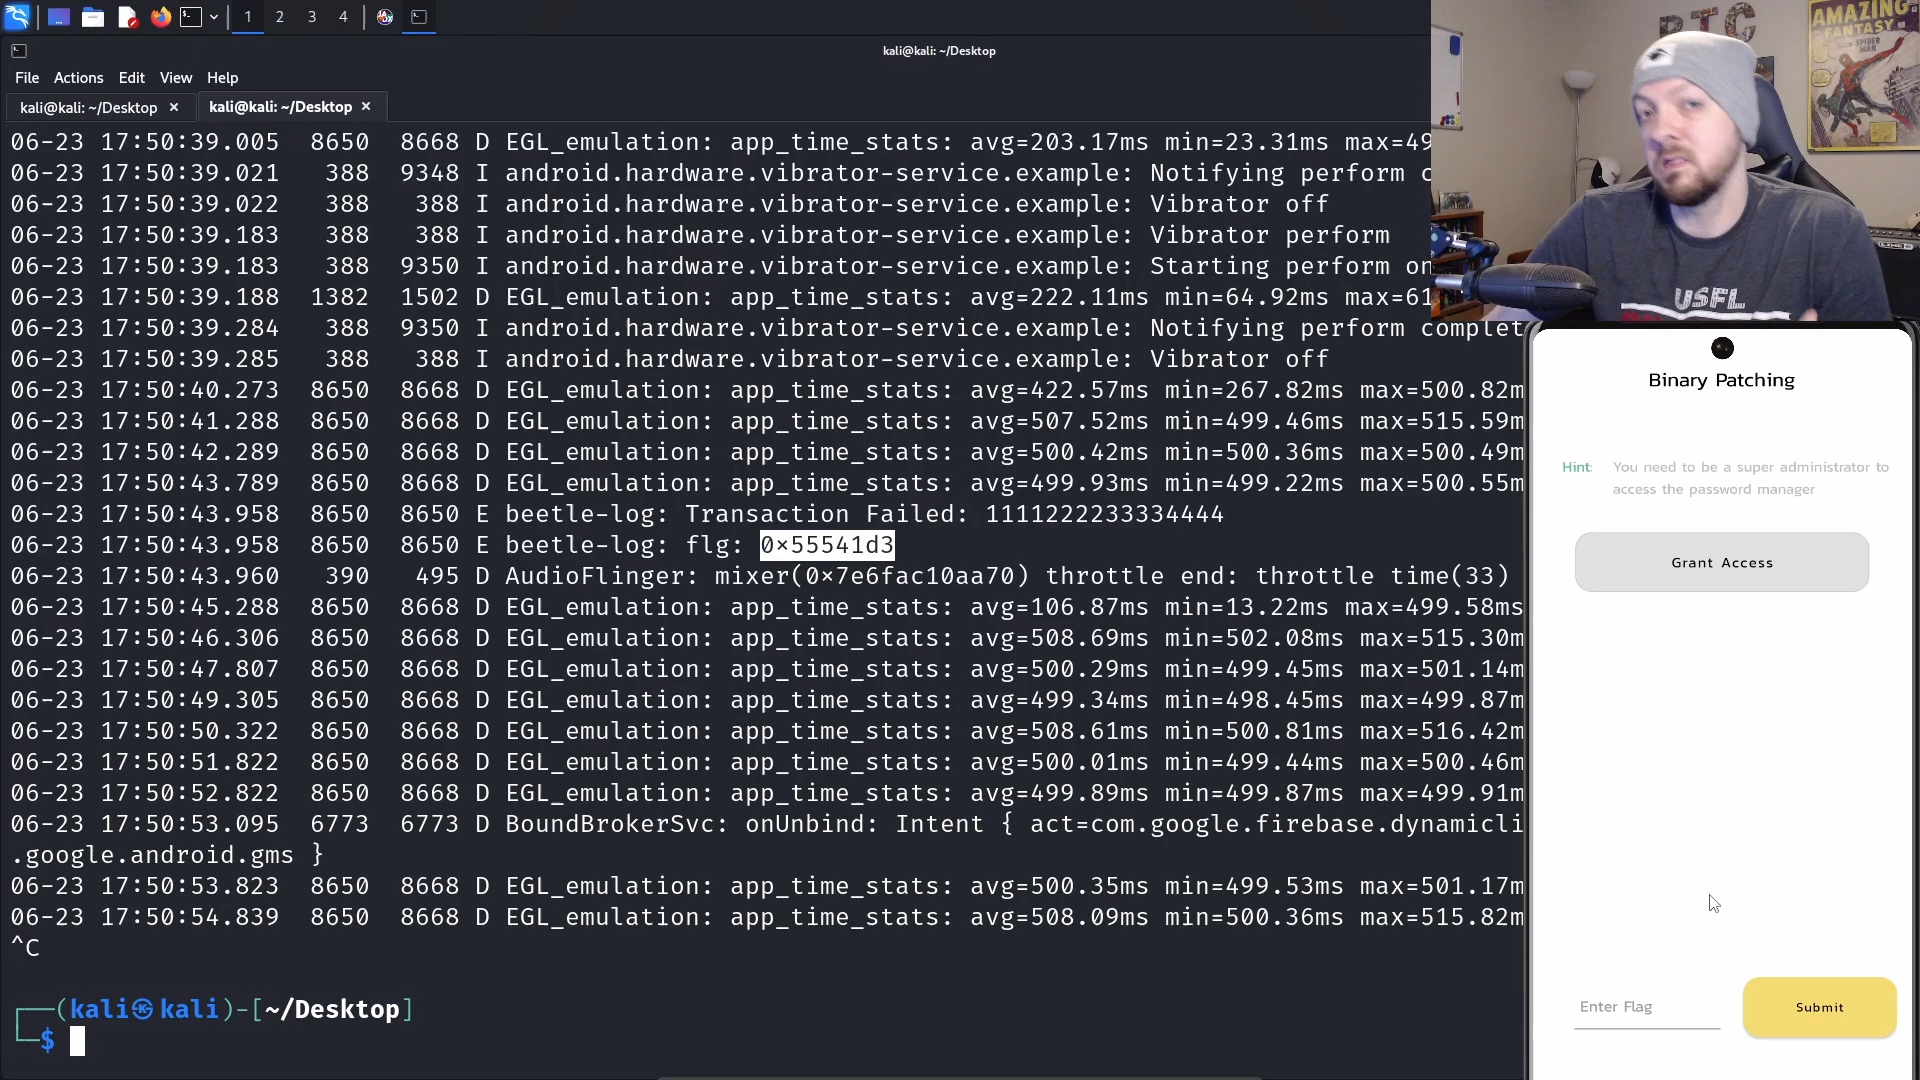 1
2
3
4
kali@kali: ~/Desktop
File Actions Edit View Help
kali@kali: ~/Desktop ×
kali@kali: ~/Desktop ×
06-23 17:50:39.005 8650 8668 D EGL_emulation: app_time_stats: avg=203.17ms min=23.31ms max=49
06-23 17:50:39.021 388 9348 I android.hardware.vibrator-service.example: Notifying perform c
06-23 17:50:39.022 388 388 I android.hardware.vibrator-service.example: Vibrator off
06-23 17:50:39.183 388 388 I android.hardware.vibrator-service.example: Vibrator perform
06-23 17:50:39.183 388 9350 I android.hardware.vibrator-service.example: Starting perform on
06-23 17:50:39.188 1382 1502 D EGL_emulation: app_time_stats: avg=222.11ms min=64.92ms max=61
06-23 17:50:39.284 388 9350 I android.hardware.vibrator-service.example: Notifying perform complet
06-23 17:50:39.285 388 388 I android.hardware.vibrator-service.example: Vibrator off
06-23 17:50:40.273 8650 8668 D EGL_emulation: app_time_stats: avg=422.57ms min=267.82ms max=500.82m
06-23 17:50:41.288 8650 8668 D EGL_emulation: app_time_stats: avg=507.52ms min=499.46ms max=515.59m
06-23 17:50:42.289 8650 8668 D EGL_emulation: app_time_stats: avg=500.42ms min=500.36ms max=500.49m
06-23 17:50:43.789 8650 8668 D EGL_emulation: app_time_stats: avg=499.93ms min=499.22ms max=500.55m
06-23 17:50:43.958 8650 8650 E beetle-log: Transaction Failed: 1111222233334444
06-23 17:50:43.958 8650 8650 E beetle-log: flg: 0×55541d3
06-23 17:50:43.960 390 495 D AudioFlinger: mixer(0×7e6fac10aa70) throttle end: throttle time(33)
06-23 17:50:45.288 8650 8668 D EGL_emulation: app_time_stats: avg=106.87ms min=13.22ms max=499.58ms
06-23 17:50:46.306 8650 8668 D EGL_emulation: app_time_stats: avg=508.69ms min=502.08ms max=515.30m
06-23 17:50:47.807 8650 8668 D EGL_emulation: app_time_stats: avg=500.29ms min=499.45ms max=501.14m
06-23 17:50:49.305 8650 8668 D EGL_emulation: app_time_stats: avg=499.34ms min=498.45ms max=499.87m
06-23 17:50:50.322 8650 8668 D EGL_emulation: app_time_stats: avg=508.61ms min=500.81ms max=516.42m
06-23 17:50:51.822 8650 8668 D EGL_emulation: app_time_stats: avg=500.01ms min=499.44ms max=500.46m
06-23 17:50:52.822 8650 8668 D EGL_emulation: app_time_stats: avg=499.89ms min=499.87ms max=499.91m
06-23 17:50:53.095 6773 6773 D BoundBrokerSvc: onUnbind: Intent { act=com.google.firebase.dynamicli
.google.android.gms }
06-23 17:50:53.823 8650 8668 D EGL_emulation: app_time_stats: avg=500.35ms min=499.53ms max=501.17m
06-23 17:50:54.839 8650 8668 D EGL_emulation: app_time_stats: avg=508.09ms min=500.36ms max=515.82m
^C
(kali㉿kali)-[~/Desktop]
$
AMAZING
FANTASY
SPIDER
MAN
USFL
Binary Patching
Hint: You need to be a super administrator to
access the password manager
Grant Access
Enter Flag
Submit